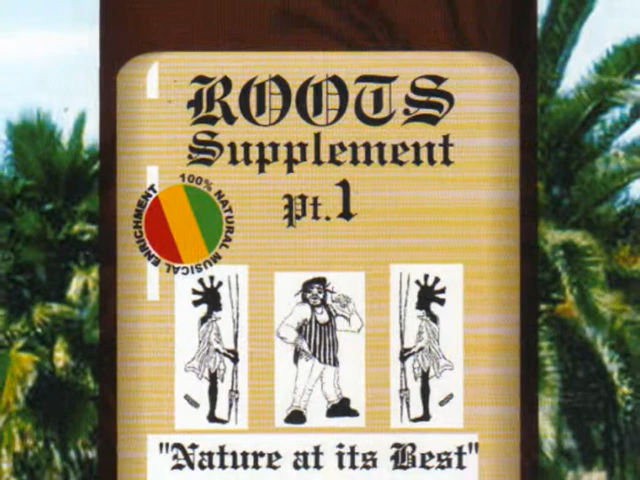 ROOTS
Supplement
Pt.1
100% NATURAL MUSICAL ENRICHMENT
"Nature at its Best"